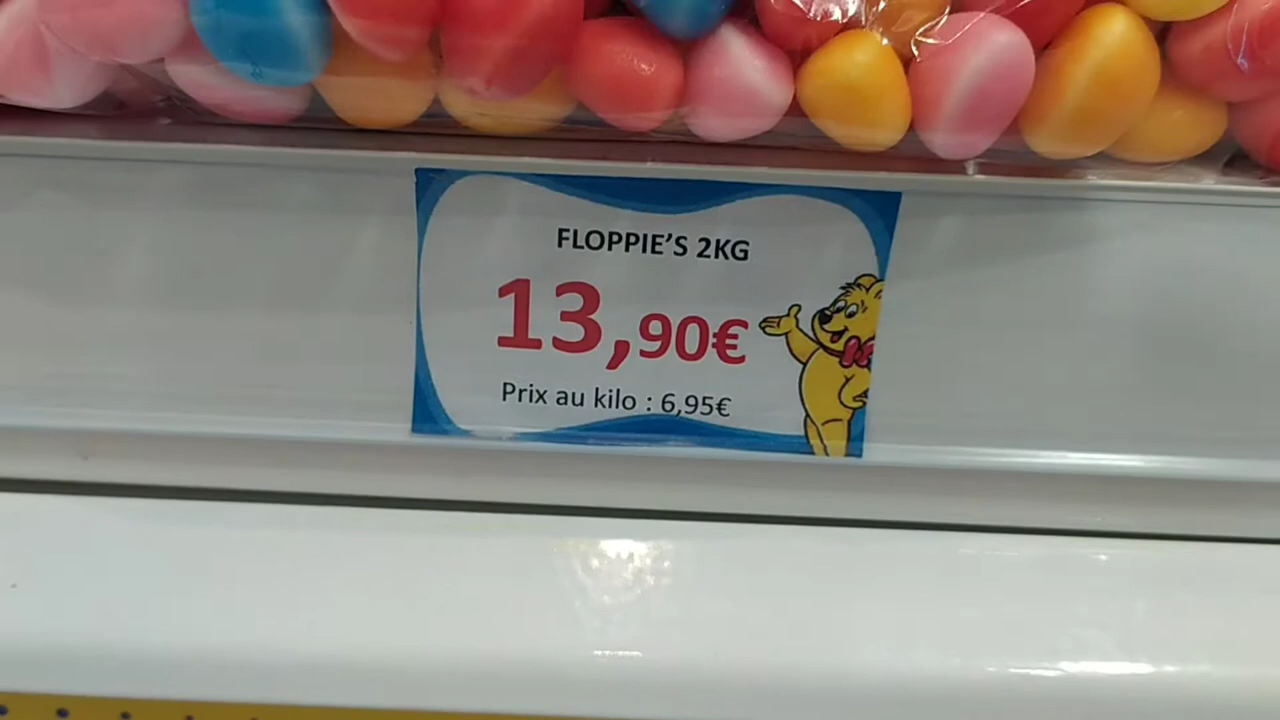 FLOPPIE'S 2KG
13,90€
Prix au kilo : 6,95€